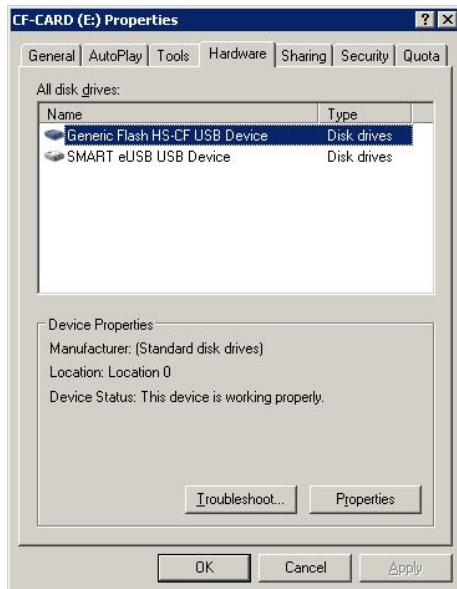 CF-CARD (E:) Properties
General AutoPlay Tools Hardware Sharing Security Quota
All disk drives:
Name Type
Generic Flash HS-CF USB Device Disk drives
SMART eUSB USB Device Disk drives
Device Properties
Manufacturer: (Standard disk drives)
Location: Location 0
Device Status: This device is working properly.
Troubleshoot... Properties
OK Cancel Apply